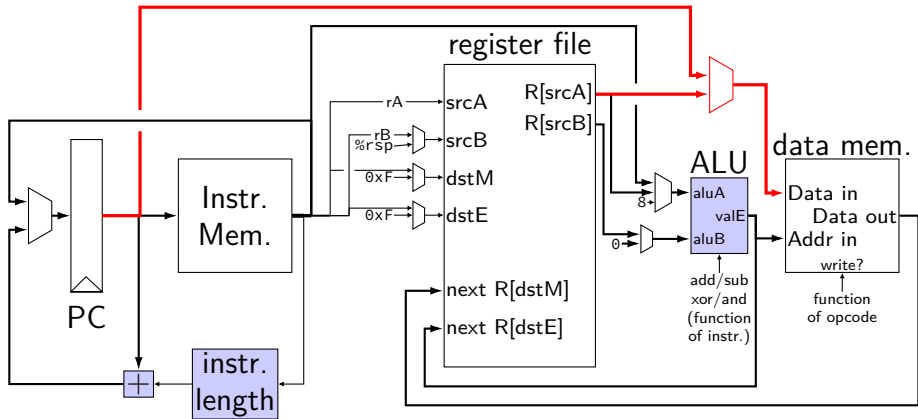 register file
rA
srcA
R[srcA]
R[srcB]
rB
%rsp
srcB
0xF
dstM
0xF
dstE
next R[dstM]
next R[dstE]
PC
Instr.
Mem.
+
instr.
length
8
0
ALU
aluA
valE
aluB
add/sub
xor/and
(function
of instr.)
data mem.
Data in
Data out
Addr in
write?
function
of opcode